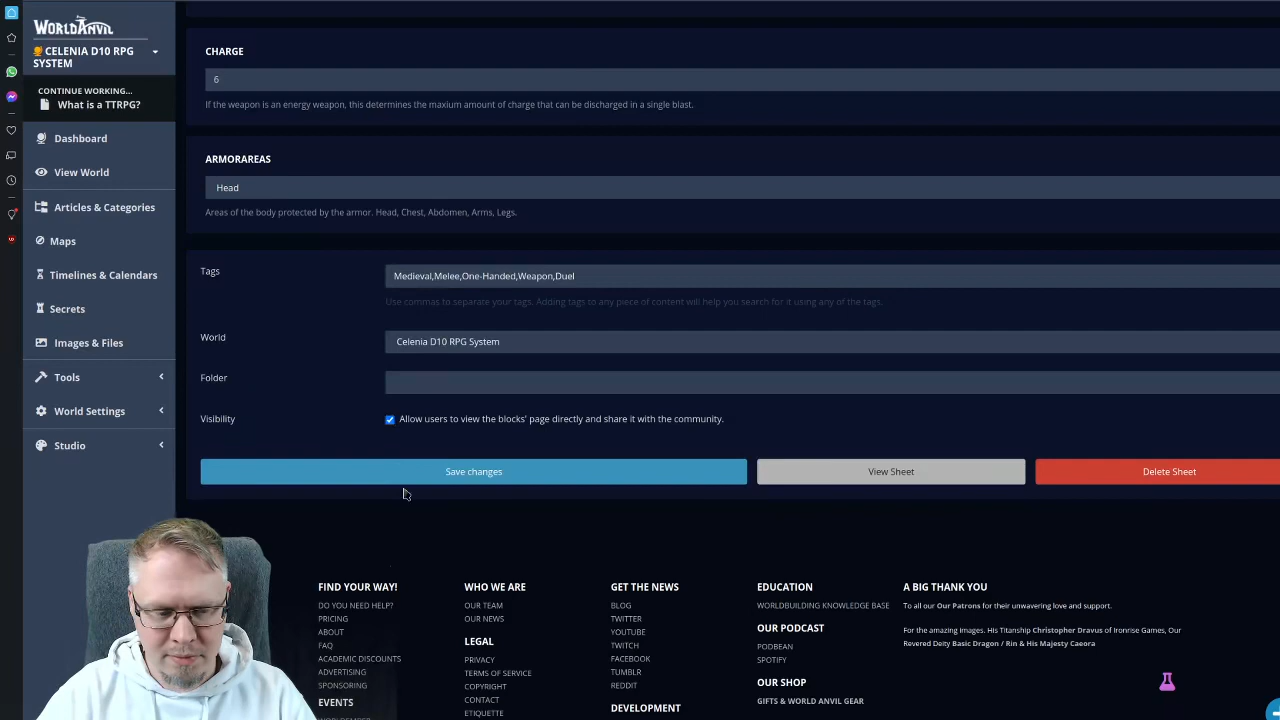 WORLDANVIL
CELENIA D10 RPG
SYSTEM
CONTINUE WORKING...
What is a TTRPG?
Dashboard
View World
Articles & Categories
Maps
Timelines & Calendars
Secrets
Images & Files
Tools
World Settings
Studio
CHARGE
6
If the weapon is an energy weapon, this determines the maxium amount of charge that can be discharged in a single blast.
ARMORAREAS
Head
Areas of the body protected by the armor. Head, Chest, Abdomen, Arms, Legs.
Tags
Medieval,Melee,One-Handed,Weapon,Duel
Use commas to separate your tags. Adding tags to any piece of content will help you search for it using any of the tags.
World
Celenia D10 RPG System
Folder
Visibility
Allow users to view the blocks' page directly and share it with the community.
Save changes
View Sheet
Delete Sheet
FIND YOUR WAY!
DO YOU NEED HELP?
PRICING
ABOUT
FAQ
ACADEMIC DISCOUNTS
ADVERTISING
SPONSORING
EVENTS
WHO WE ARE
OUR TEAM
OUR NEWS
LEGAL
PRIVACY
TERMS OF SERVICE
COPYRIGHT
CONTACT
ETIQUETTE
GET THE NEWS
BLOG
TWITTER
YOUTUBE
TWITCH
FACEBOOK
TUMBLR
REDDIT
DEVELOPMENT
EDUCATION
WORLDBUILDING KNOWLEDGE BASE
OUR PODCAST
PODBEAN
SPOTIFY
OUR SHOP
GIFTS & WORLD ANVIL GEAR
A BIG THANK YOU
To all our Our Patrons for their unwavering love and support.
For the amazing images. His Titanship Christopher Dravus of Ironrise Games, Our
Revered Deity Basic Dragon / Rin & His Majesty Caeora